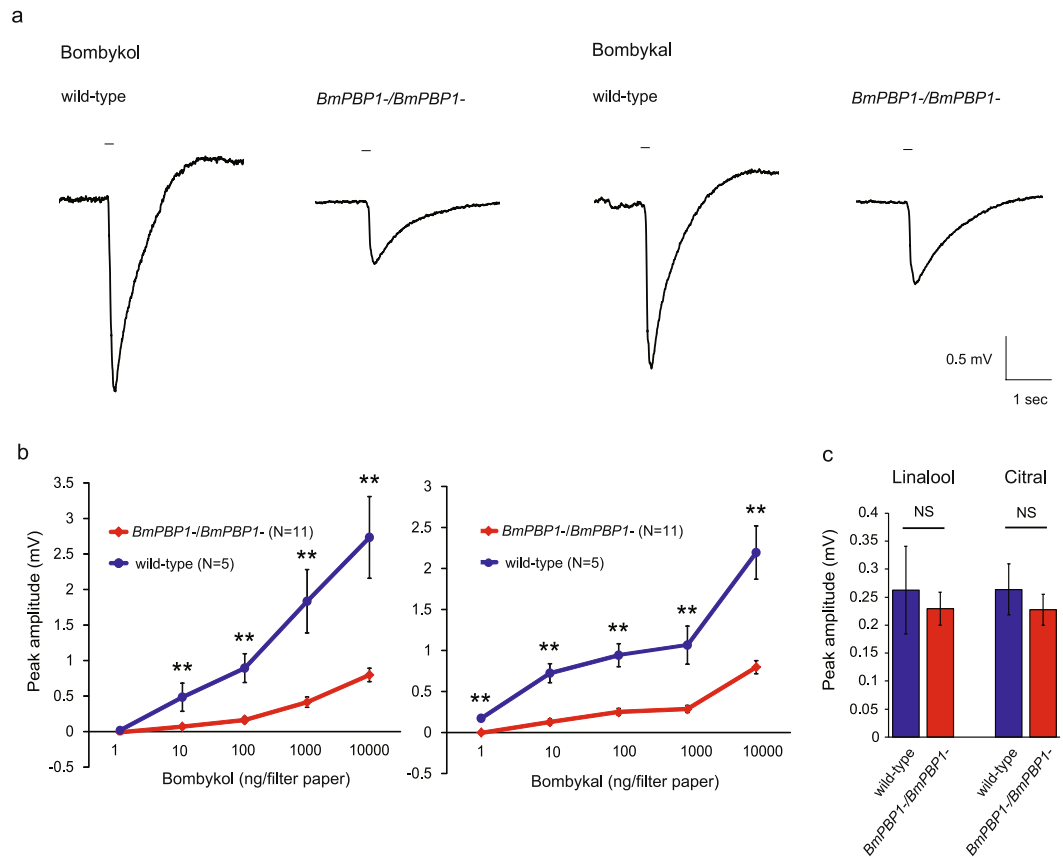 a
Bombykol
Bombykal
wild-type
BmPBP1-/BmPBP1-
wild-type
BmPBP1-/BmPBP1-
0.5 mV
1 sec
b
3.5
3
2.5
2
1.5
1
0.5
0
-0.5
Peak amplitude (mV)
BmPBP1-/BmPBP1- (N=11)
wild-type (N=5)
**
**
**
**
1
10
100
1000
10000
Bombykol (ng/filter paper)
3
2.5
2
1.5
1
0.5
0
-0.5
BmPBP1-/BmPBP1- (N=11)
wild-type (N=5)
**
**
**
**
**
1
10
100
1000
10000
Bombykal (ng/filter paper)
c
Linalool
Citral
NS
NS
0.4
0.35
0.3
0.25
0.2
0.15
0.1
0.05
0
Peak amplitude (mV)
wild-type
BmPBP1-/BmPBP1-
wild-type
BmPBP1-/BmPBP1-